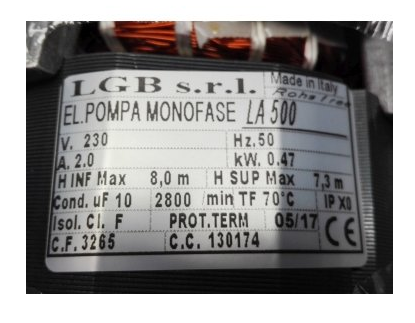 LGB s.r.l. Made in Italy
Rohs free
EL.POMPA MONOFASE LA 500
V. 230 Hz.50
A. 2.0 kW. 0.47
H INF Max 8,0 m H SUP Max 7,3 m
Cond. uF 10 2800 min TF 70°C IP X0
Isol. Cl. F PROT.TERM 05/17 CE
C.F. 3265 C.C. 130174